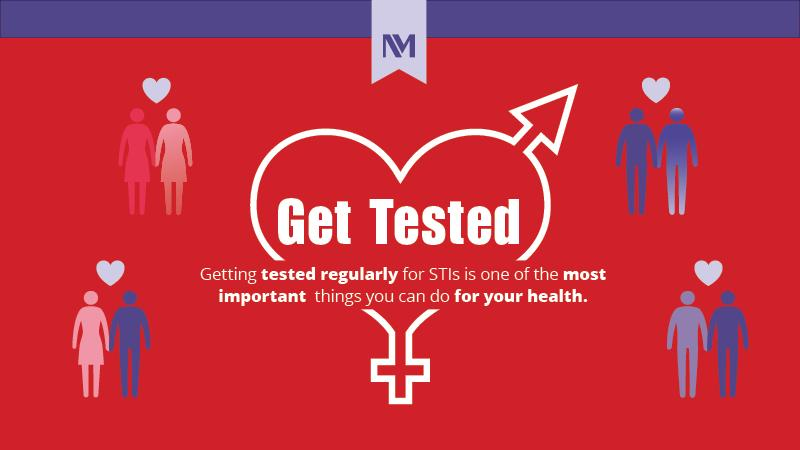 NM
Get Tested
Getting tested regularly for STIs is one of the most
important things you can do for your health.